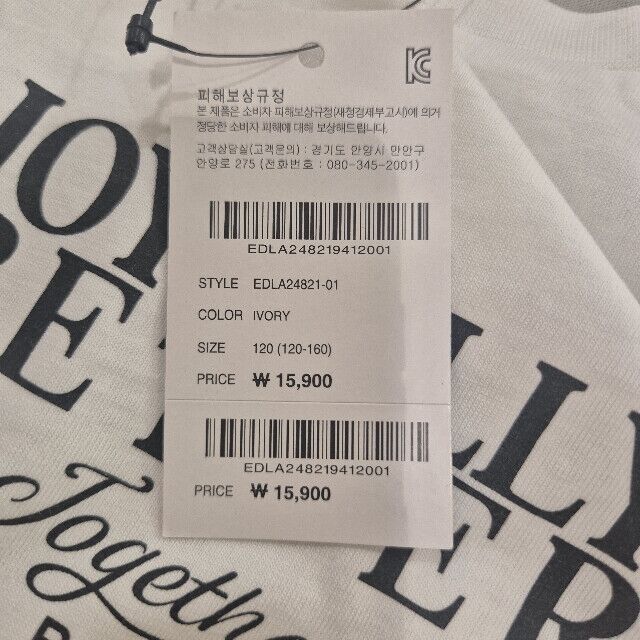 피해보상규정
본 제품은 소비자 피해보상규정(재정경제부고시)에 의거
정당한 소비자 피해에 대해 보상해드립니다.
고객상담실(고객문의) : 경기도 안양시 만안구
안양로 275 (전화번호 : 080-345-2001)
EDLA248219412001
STYLE EDLA24821-01
COLOR IVORY
SIZE 120 (120-160)
PRICE ₩ 15,900
EDLA248219412001
PRICE ₩ 15,900
Together